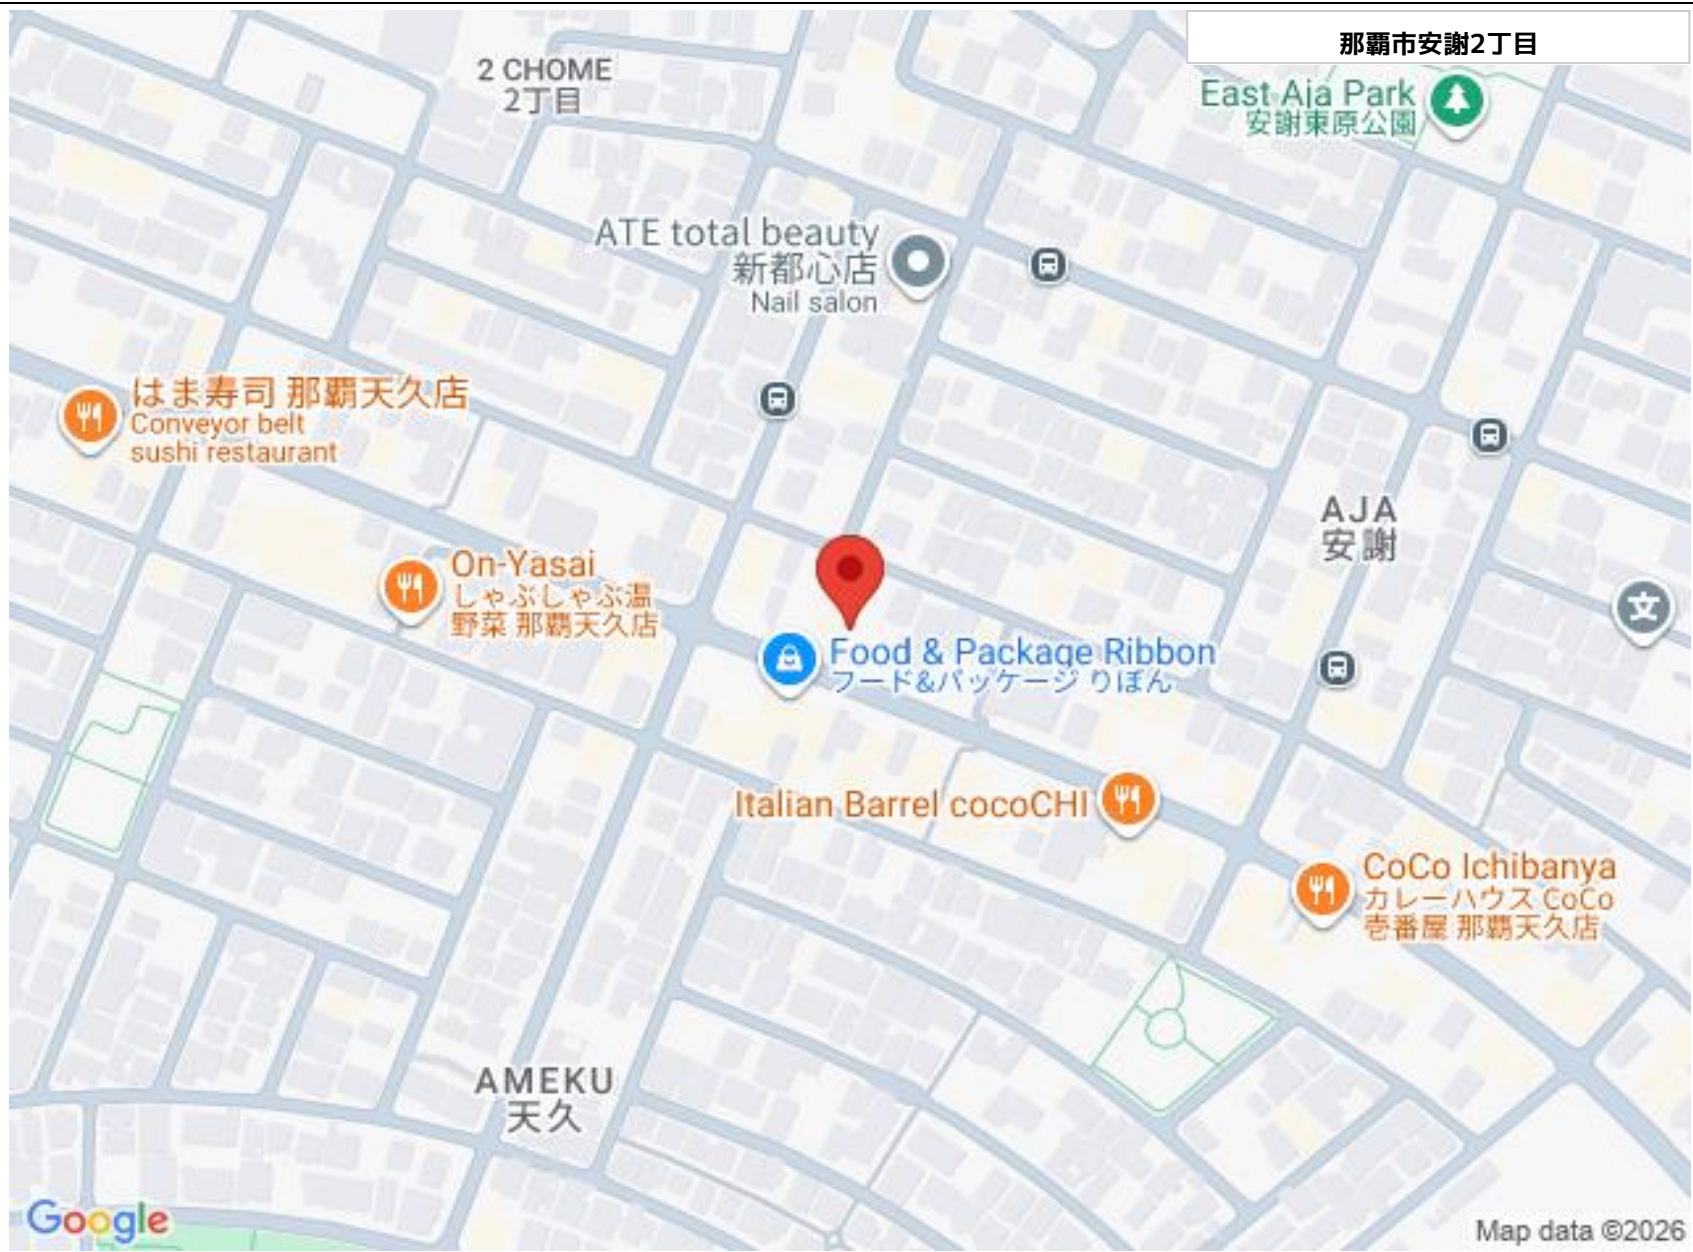 那覇市安謝2丁目
2 CHOME
2丁目
East Aja Park
安謝東原公園
ATE total beauty
新都心店
Nail salon
はま寿司 那覇天久店
Conveyor belt
sushi restaurant
AJA
安謝
On-Yasai
しゃぶしゃぶ温
野菜 那覇天久店
文
Food & Package Ribbon
フード&パッケージ りぼん
Italian Barrel cocoCHI
CoCo Ichibanya
カレーハウス CoCo
壱番屋 那覇天久店
AMEKU
天久
Google
Map data ©2026